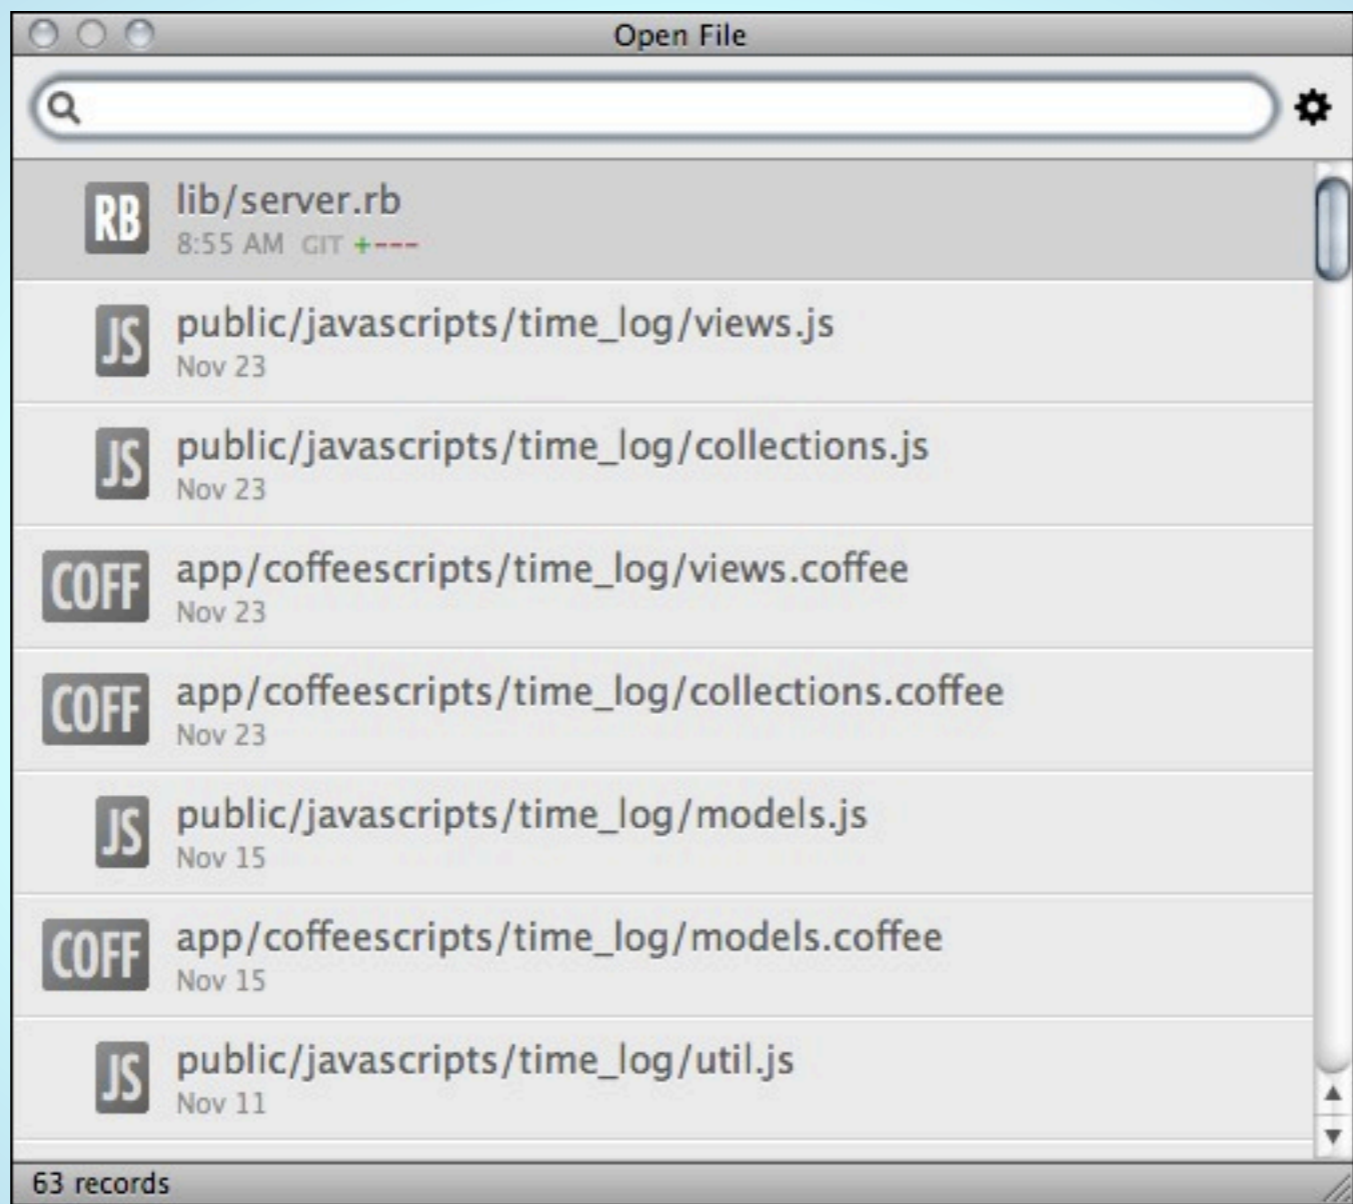 Open File
RB
lib/server.rb
8:55 AM GIT +---
JS
public/javascripts/time_log/views.js
Nov 23
JS
public/javascripts/time_log/collections.js
Nov 23
COFF
app/coffeescripts/time_log/views.coffee
Nov 23
COFF
app/coffeescripts/time_log/collections.coffee
Nov 23
JS
public/javascripts/time_log/models.js
Nov 15
COFF
app/coffeescripts/time_log/models.coffee
Nov 15
JS
public/javascripts/time_log/util.js
Nov 11
63 records